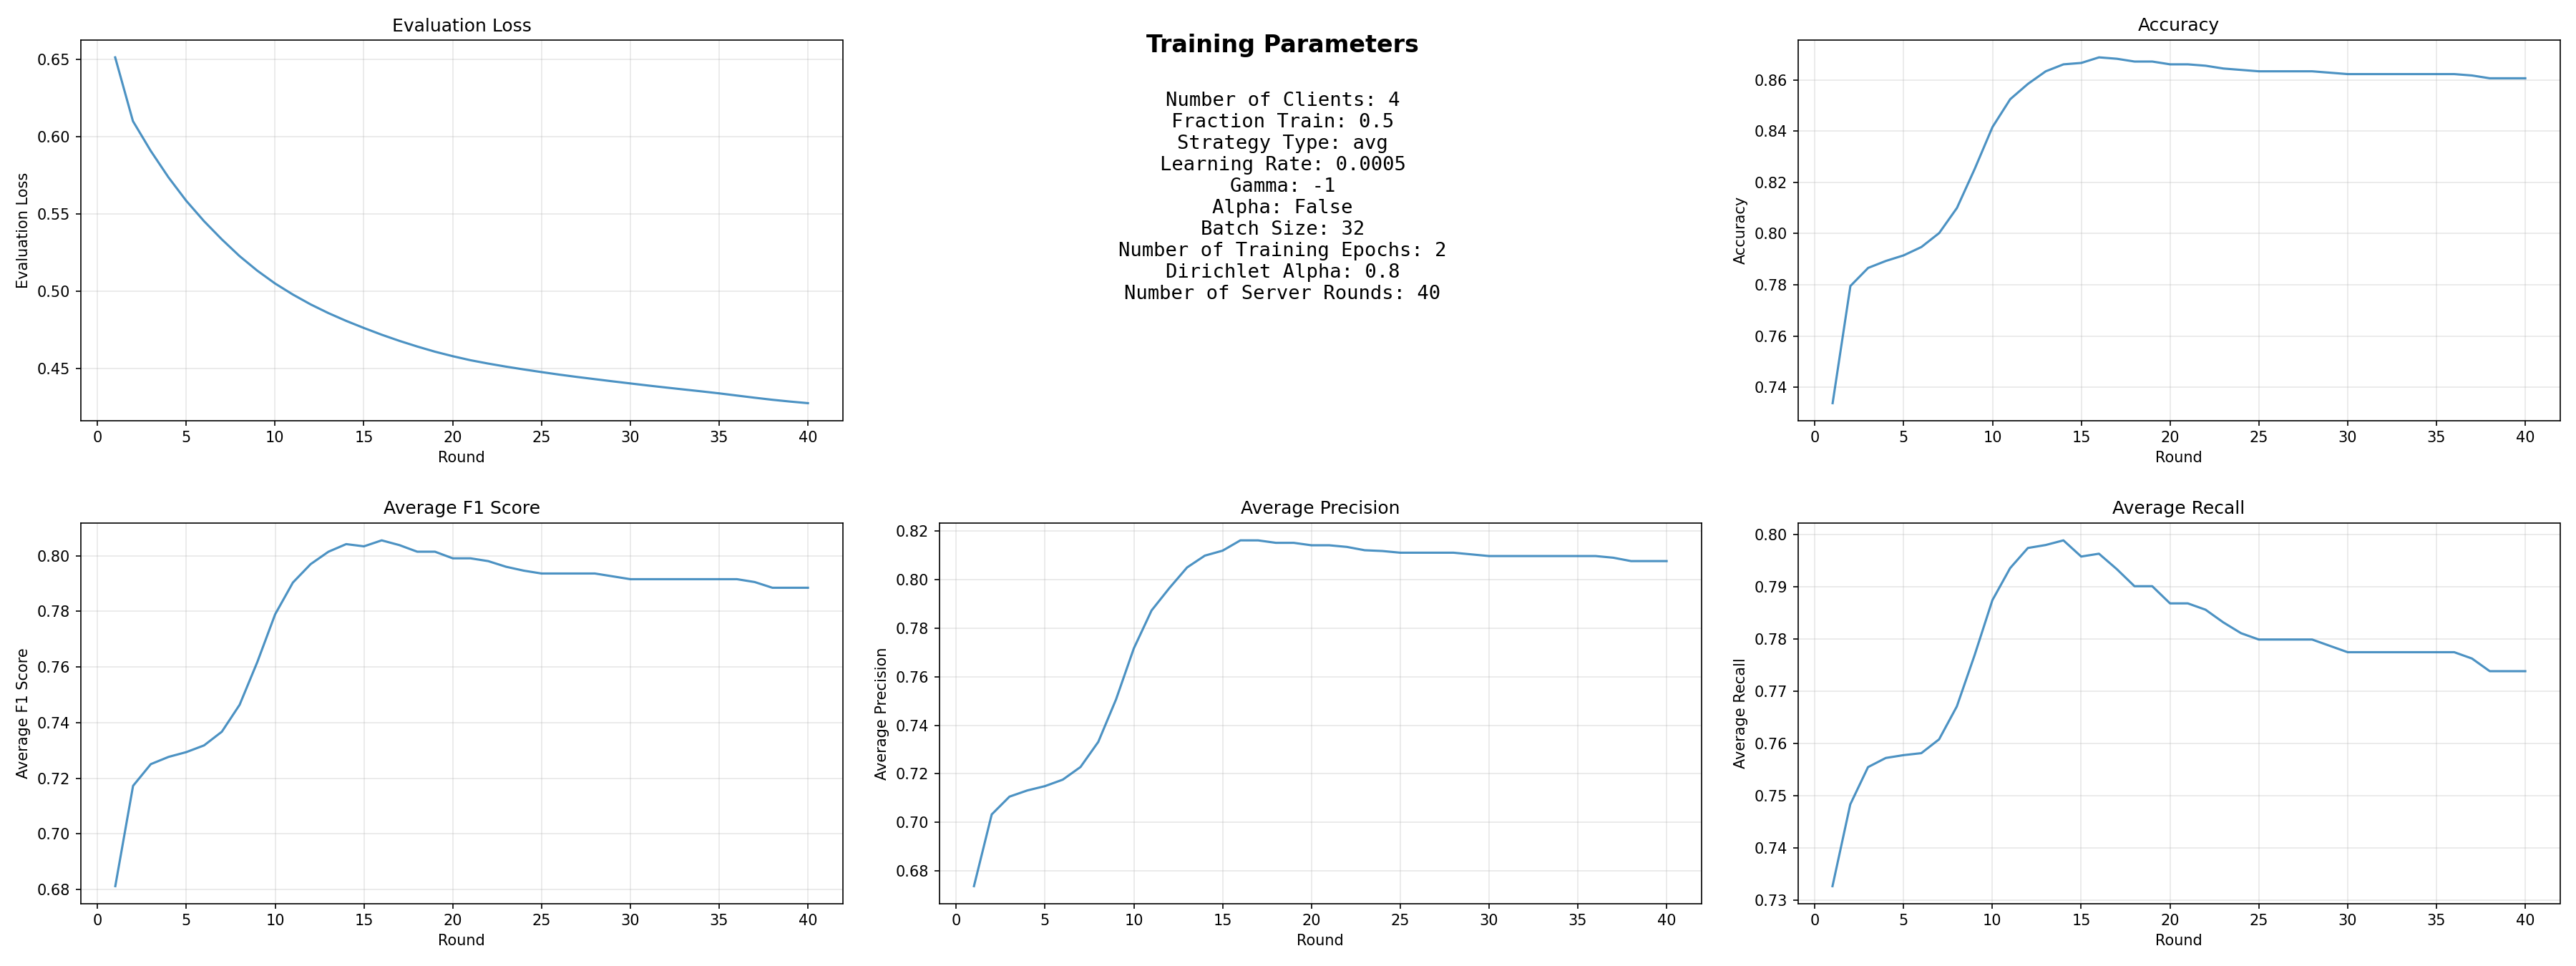 Evaluation Loss
Evaluation Loss
0.65
0.60
0.55
0.50
0.45
0 5 10 15 20 25 30 35 40
Round
Training Parameters
Number of Clients: 4
Fraction Train: 0.5
Strategy Type: avg
Learning Rate: 0.0005
Gamma: -1
Alpha: False
Batch Size: 32
Number of Training Epochs: 2
Dirichlet Alpha: 0.8
Number of Server Rounds: 40
Accuracy
Accuracy
0.86
0.84
0.82
0.80
0.78
0.76
0.74
0 5 10 15 20 25 30 35 40
Round
Average F1 Score
Average F1 Score
0.80
0.78
0.76
0.74
0.72
0.70
0.68
0 5 10 15 20 25 30 35 40
Round
Average Precision
Average Precision
0.82
0.80
0.78
0.76
0.74
0.72
0.70
0.68
0 5 10 15 20 25 30 35 40
Round
Average Recall
Average Recall
0.80
0.79
0.78
0.77
0.76
0.75
0.74
0.73
0 5 10 15 20 25 30 35 40
Round